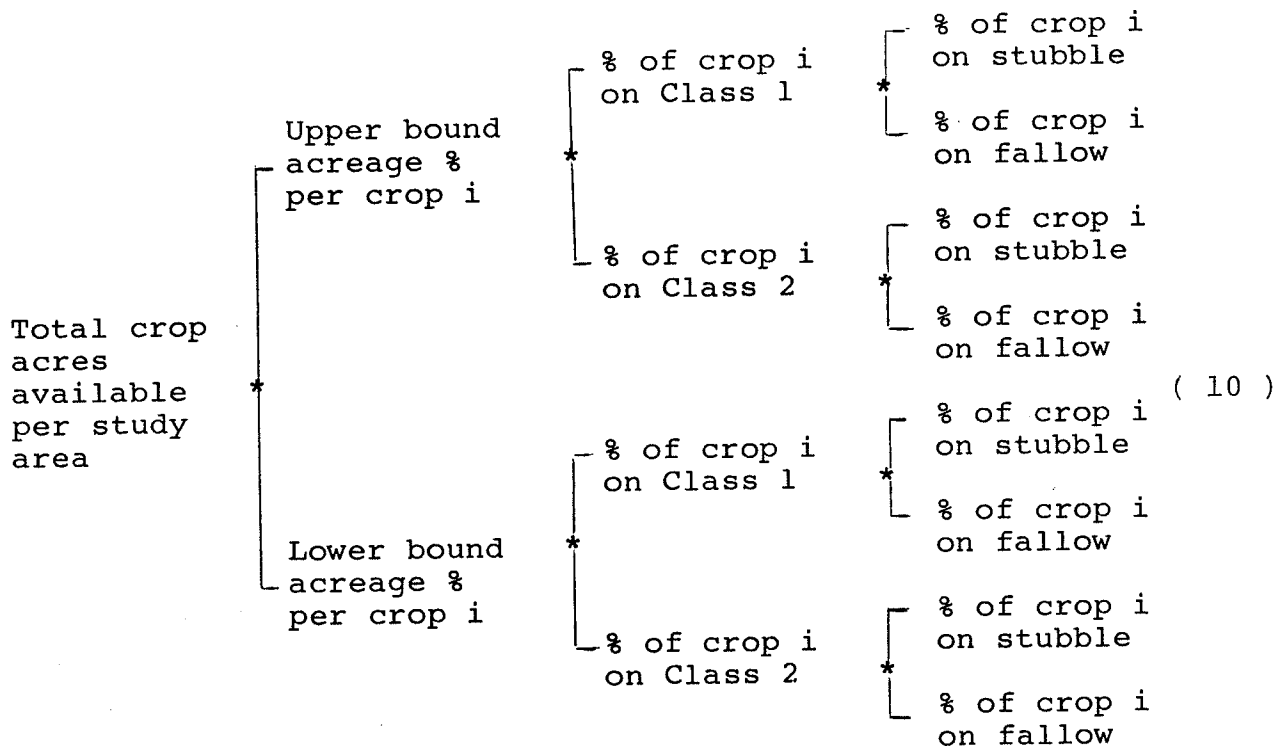 Total crop
acres
available
per study
area
*
Upper bound
acreage %
per crop i
*
% of crop i
on Class 1
*
% of crop i
on stubble
% of crop i
on fallow
% of crop i
on Class 2
*
% of crop i
on stubble
% of crop i
on fallow
Lower bound
acreage %
per crop i
*
% of crop i
on Class 1
*
% of crop i
on stubble
% of crop i
on fallow
% of crop i
on Class 2
*
% of crop i
on stubble
% of crop i
on fallow
( 10 )